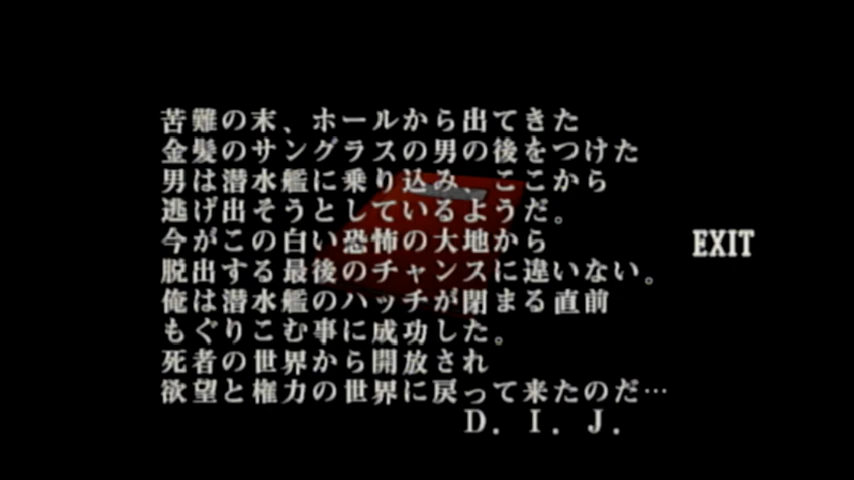 苦難の末、ホールから出てきた
金髪のサングラスの男の後をつけた
男は潜水艦に乗り込み、ここから
逃げ出そうとしているようだ。
今がこの白い恐怖の大地から
脱出する最後のチャンスに違いない。
俺は潜水艦のハッチが閉まる直前
もぐりこむ事に成功した。
死者の世界から開放され
欲望と権力の世界に戻って来たのだ…
D. I. J.
EXIT